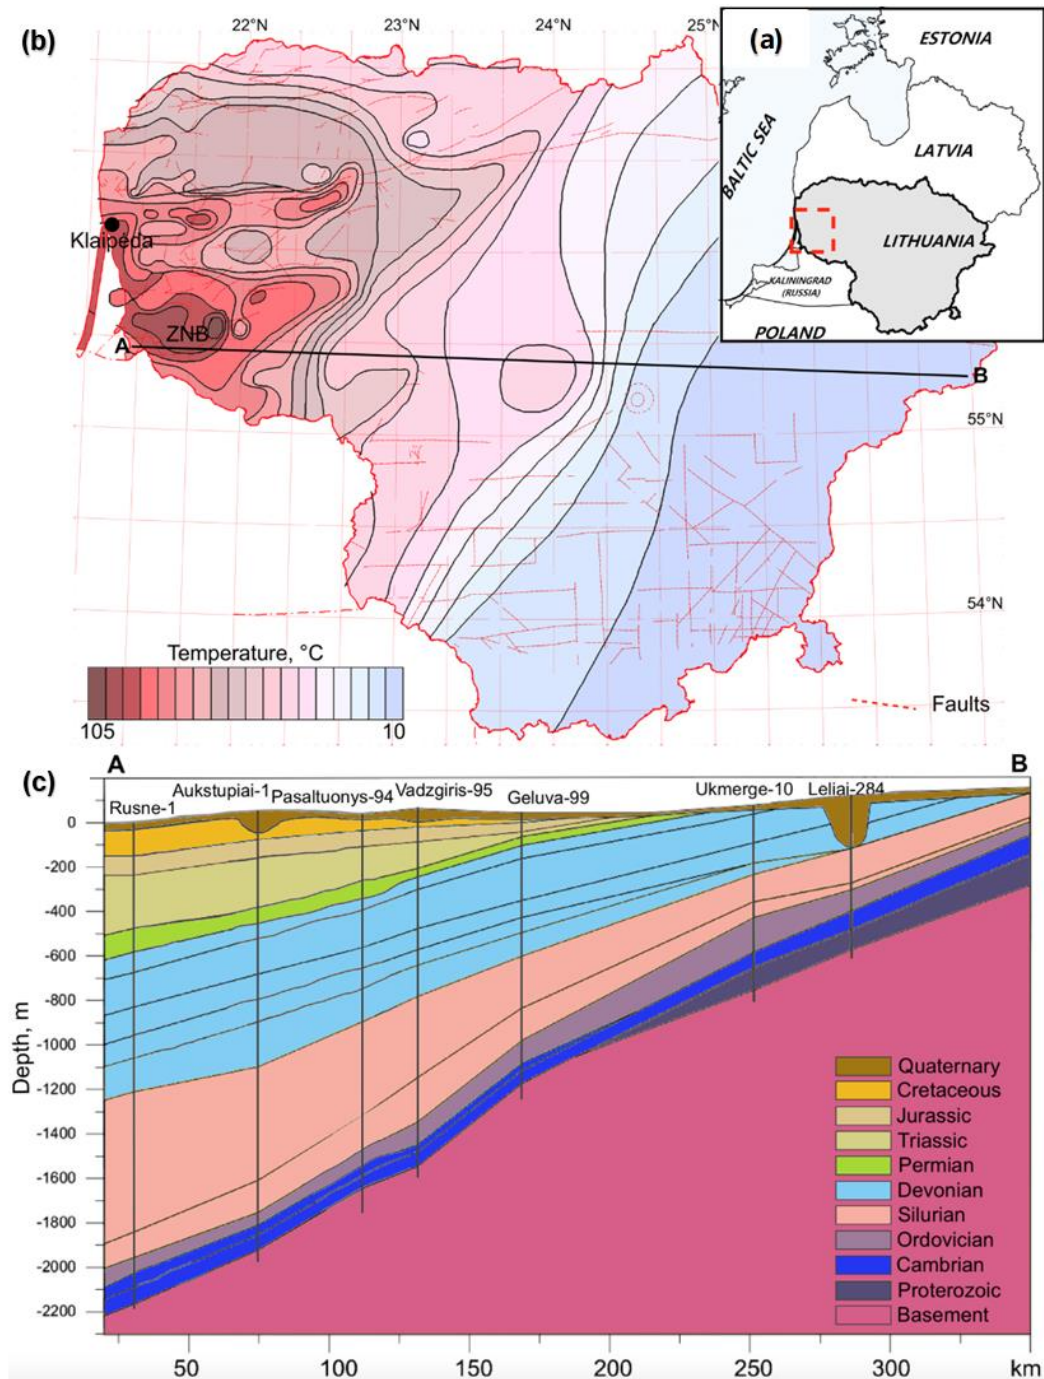 (b)
22°N
23°N
24°N
25°N
(a)
ESTONIA
BALTIC SEA
LATVIA
LITHUANIA
KALININGRAD
(RUSSIA)
POLAND
Klaipėda
ZNB
A
B
55°N
54°N
Temperature, °C
105
10
Faults
(c)
A
B
Rusne-1
Aukstupiai-1
Pasaltuonys-94
Vadzgiris-95
Geluva-99
Ukmerge-10
Leliai-284
Depth, m
0
-200
-400
-600
-800
-1000
-1200
-1400
-1600
-1800
-2000
-2200
Quaternary
Cretaceous
Jurassic
Triassic
Permian
Devonian
Silurian
Ordovician
Cambrian
Proterozoic
Basement
50
100
150
200
250
300
km